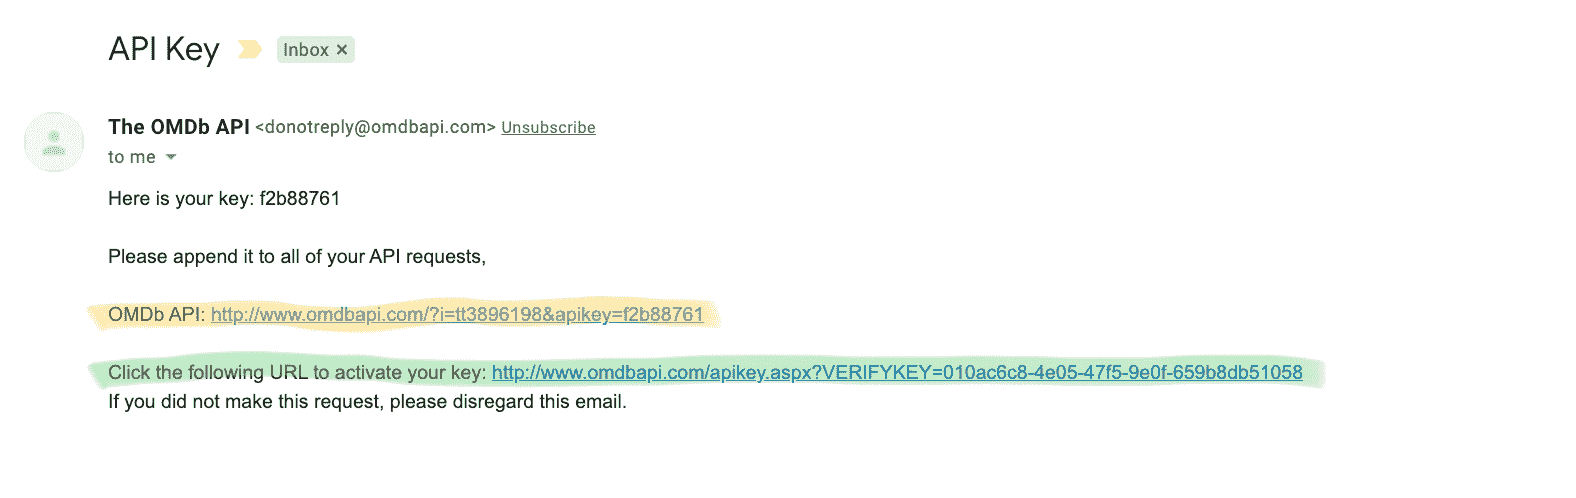 API Key Inbox ×
The OMDb API <donotreply@omdbapi.com> Unsubscribe
to me
Here is your key: f2b88761
Please append it to all of your API requests,
OMDb API: http://www.omdbapi.com/?i=tt3896198&apikey=f2b88761
Click the following URL to activate your key: http://www.omdbapi.com/apikey.aspx?VERIFYKEY=010ac6c8-4e05-47f5-9e0f-659b8db51058
If you did not make this request, please disregard this email.